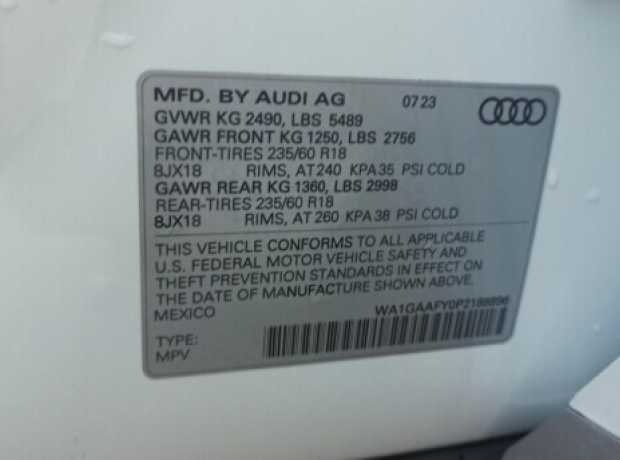 MFD. BY AUDI AG 07 23
GVWR KG 2490, LBS 5489
GAWR FRONT KG 1250, LBS 2756
FRONT-TIRES 235/60 R18
8JX18 RIMS, AT 240 KPA 35 PSI COLD
GAWR REAR KG 1360, LBS 2998
REAR-TIRES 235/60 R18
8JX18 RIMS, AT 260 KPA 38 PSI COLD
THIS VEHICLE CONFORMS TO ALL APPLICABLE
U.S. FEDERAL MOTOR VEHICLE SAFETY AND
THEFT PREVENTION STANDARDS IN EFFECT ON
THE DATE OF MANUFACTURE SHOWN ABOVE
MEXICO WA1GAAFY0P2188896
TYPE:
MPV